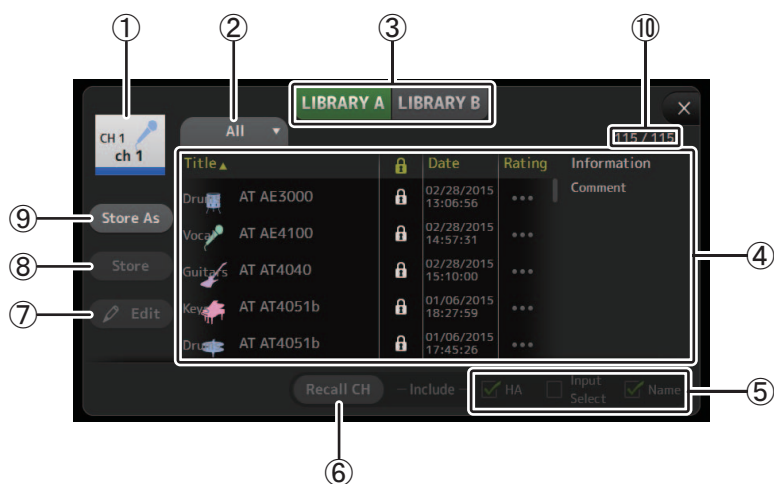 ① ② ③ ⑩
LIBRARY A LIBRARY B
CH 1
ch 1
All
115 / 115
Title Date Rating Information
Drums AT AE3000 02/28/2015 13:06:56 Comment
Vocal AT AE4100 02/28/2015 14:57:31
Guitars AT AT4040 02/28/2015 15:10:00
AT AT4051b 01/06/2015 18:27:59
AT AT4051b 01/06/2015 17:45:26
⑨ Store As
⑧ Store
⑦ Edit
④
Recall CH Include HA Input Select Name
⑤
⑥